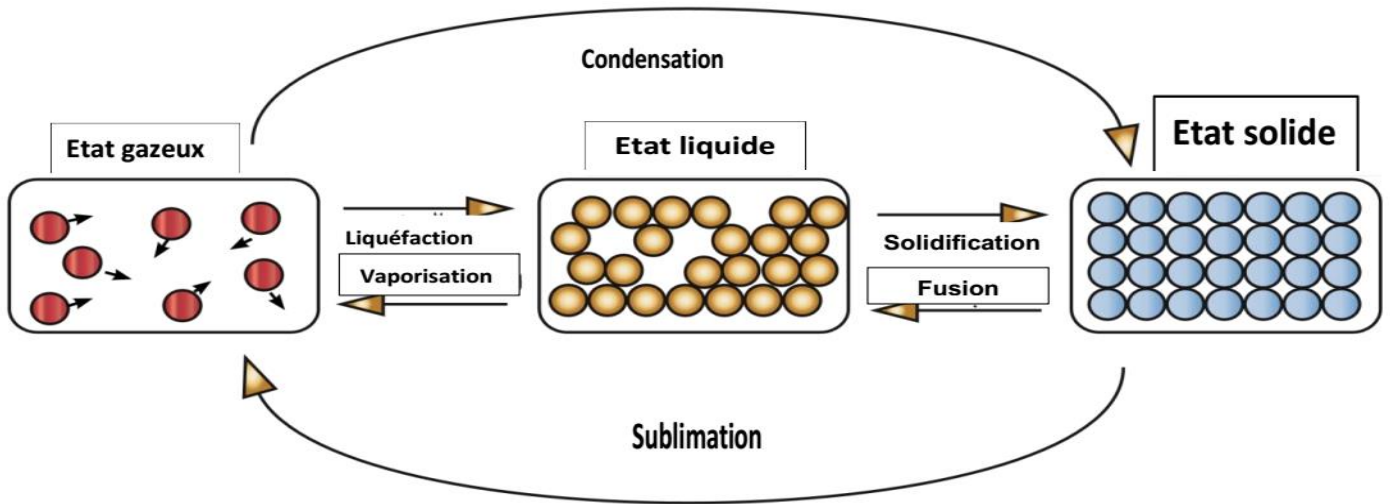 Condensation
Etat gazeux
Etat liquide
Etat solide
Liquéfaction
Vaporisation
Solidification
Fusion
Sublimation